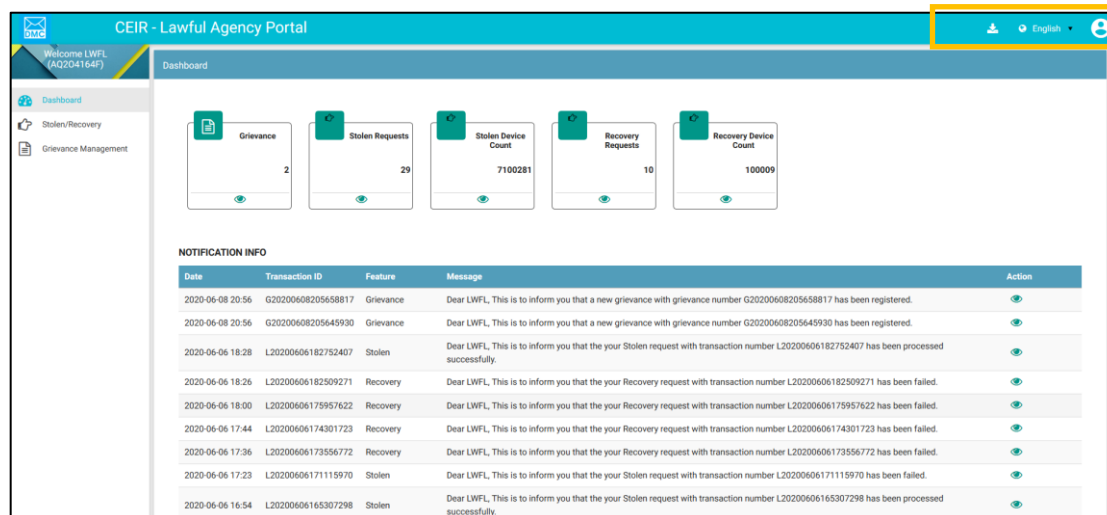 DMC
CEIR - Lawful Agency Portal
English
Welcome LWFL
(AQ204164F)
Dashboard
Dashboard
Stolen/Recovery
Grievance Management
Grievance
2
Stolen Requests
29
Stolen Device
Count
7100281
Recovery
Requests
10
Recovery Device
Count
100009
NOTIFICATION INFO
Date Transaction ID Feature Message Action
2020-06-08 20:56 G20200608205658817 Grievance Dear LWFL, This is to inform you that a new grievance with grievance number G20200608205658817 has been registered.
2020-06-08 20:56 G20200608205645930 Grievance Dear LWFL, This is to inform you that a new grievance with grievance number G20200608205645930 has been registered.
2020-06-06 18:28 L20200606182752407 Stolen Dear LWFL, This is to inform you that the your Stolen request with transaction number L20200606182752407 has been processed
successfully.
2020-06-06 18:26 L20200606182509271 Recovery Dear LWFL, This is to inform you that the your Recovery request with transaction number L20200606182509271 has been failed.
2020-06-06 18:00 L20200606175957622 Recovery Dear LWFL, This is to inform you that the your Recovery request with transaction number L20200606175957622 has been failed.
2020-06-06 17:44 L20200606174301723 Recovery Dear LWFL, This is to inform you that the your Recovery request with transaction number L20200606174301723 has been failed.
2020-06-06 17:36 L20200606173556772 Recovery Dear LWFL, This is to inform you that the your Recovery request with transaction number L20200606173556772 has been failed.
2020-06-06 17:23 L20200606171115970 Stolen Dear LWFL, This is to inform you that the your Stolen request with transaction number L20200606171115970 has been failed.
2020-06-06 16:54 L20200606165307298 Stolen Dear LWFL, This is to inform you that the your Stolen request with transaction number L20200606165307298 has been processed
successfully.